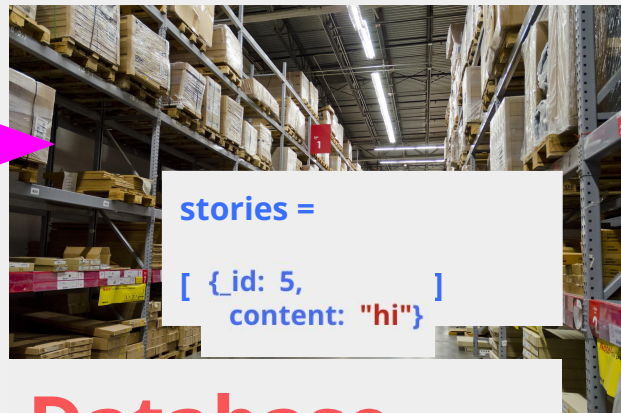 1
stories =
[ {_id: 5, ]
content: "hi"}
Database